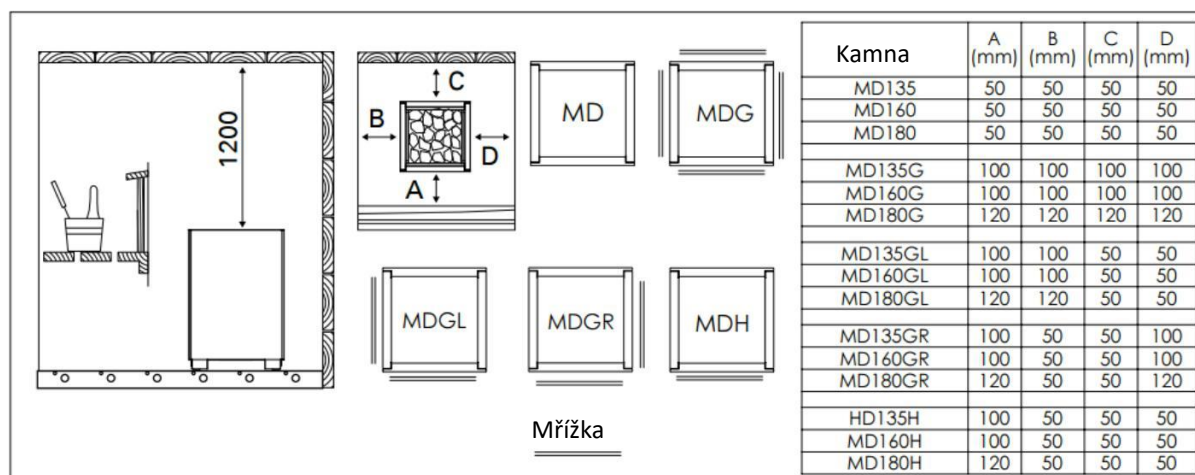 1200
C
B
D
A
MD
MDG
MDGL
MDGR
MDH
Mřížka
Kamna A (mm) B (mm) C (mm) D (mm)
MD135 50 50 50 50
MD160 50 50 50 50
MD180 50 50 50 50
MD135G 100 100 100 100
MD160G 100 100 100 100
MD180G 120 120 120 120
MD135GL 100 100 50 50
MD160GL 100 100 50 50
MD180GL 120 120 50 50
MD135GR 100 50 50 100
MD160GR 100 50 50 100
MD180GR 120 50 50 120
HD135H 100 50 50 50
MD160H 100 50 50 50
MD180H 120 50 50 50